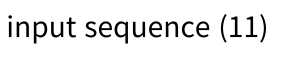 input sequence (11)